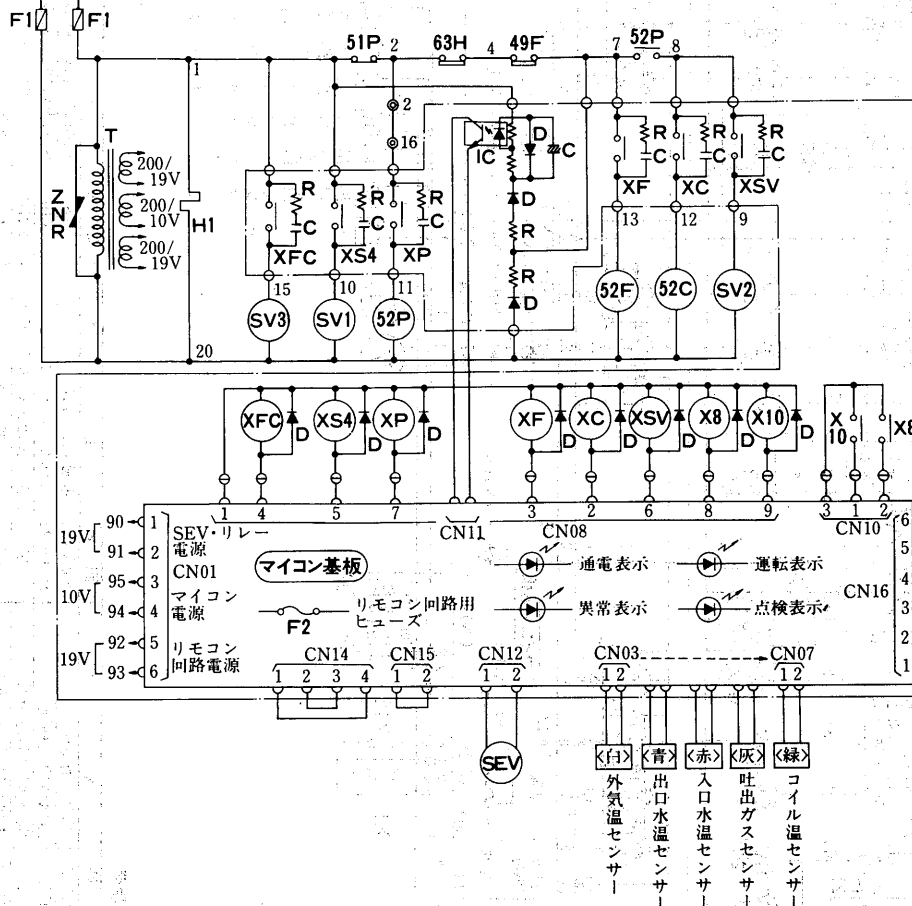 F1 F1
51P 2 63H 4 49F 7 52P 8
1
2
16
T
ZNR
200/
19V
200/
10V
200/
19V
H1
IC D C
D
R
R
D
R
C
XFC
R
C
XS4
R
C
XP
R
C
XF
R
C
XC
R
C
XSV
15 10 11 13 12 9
SV3 SV1 52P 52F 52C SV2
20
XFC D XS4 D XP D XF D XC D XSV D X8 D X10 D X10 X8
1 4 5 7 3 2 6 8 9 3 1 2
CN11 CN08 CN10
19V 90 1 SEV・リレー
91 2 電源
CN01
10V 95 3 マイコン
94 4 電源
19V 92 5 リモコン
93 6 回路電源
マイコン基板
F2 リモコン回路用
ヒューズ
通電表示 運転表示
異常表示 点検表示
CN16
6
5
4
3
2
1
CN14 CN15 CN12 CN03 CN07
1 2 3 4 1 2 1 2 1 2 1 2
SEV
<白> <青> <赤> <灰> <緑>
外気温センサー
出口水温センサー
入口水温センサー
吐出ガスセンサー
コイル温センサー